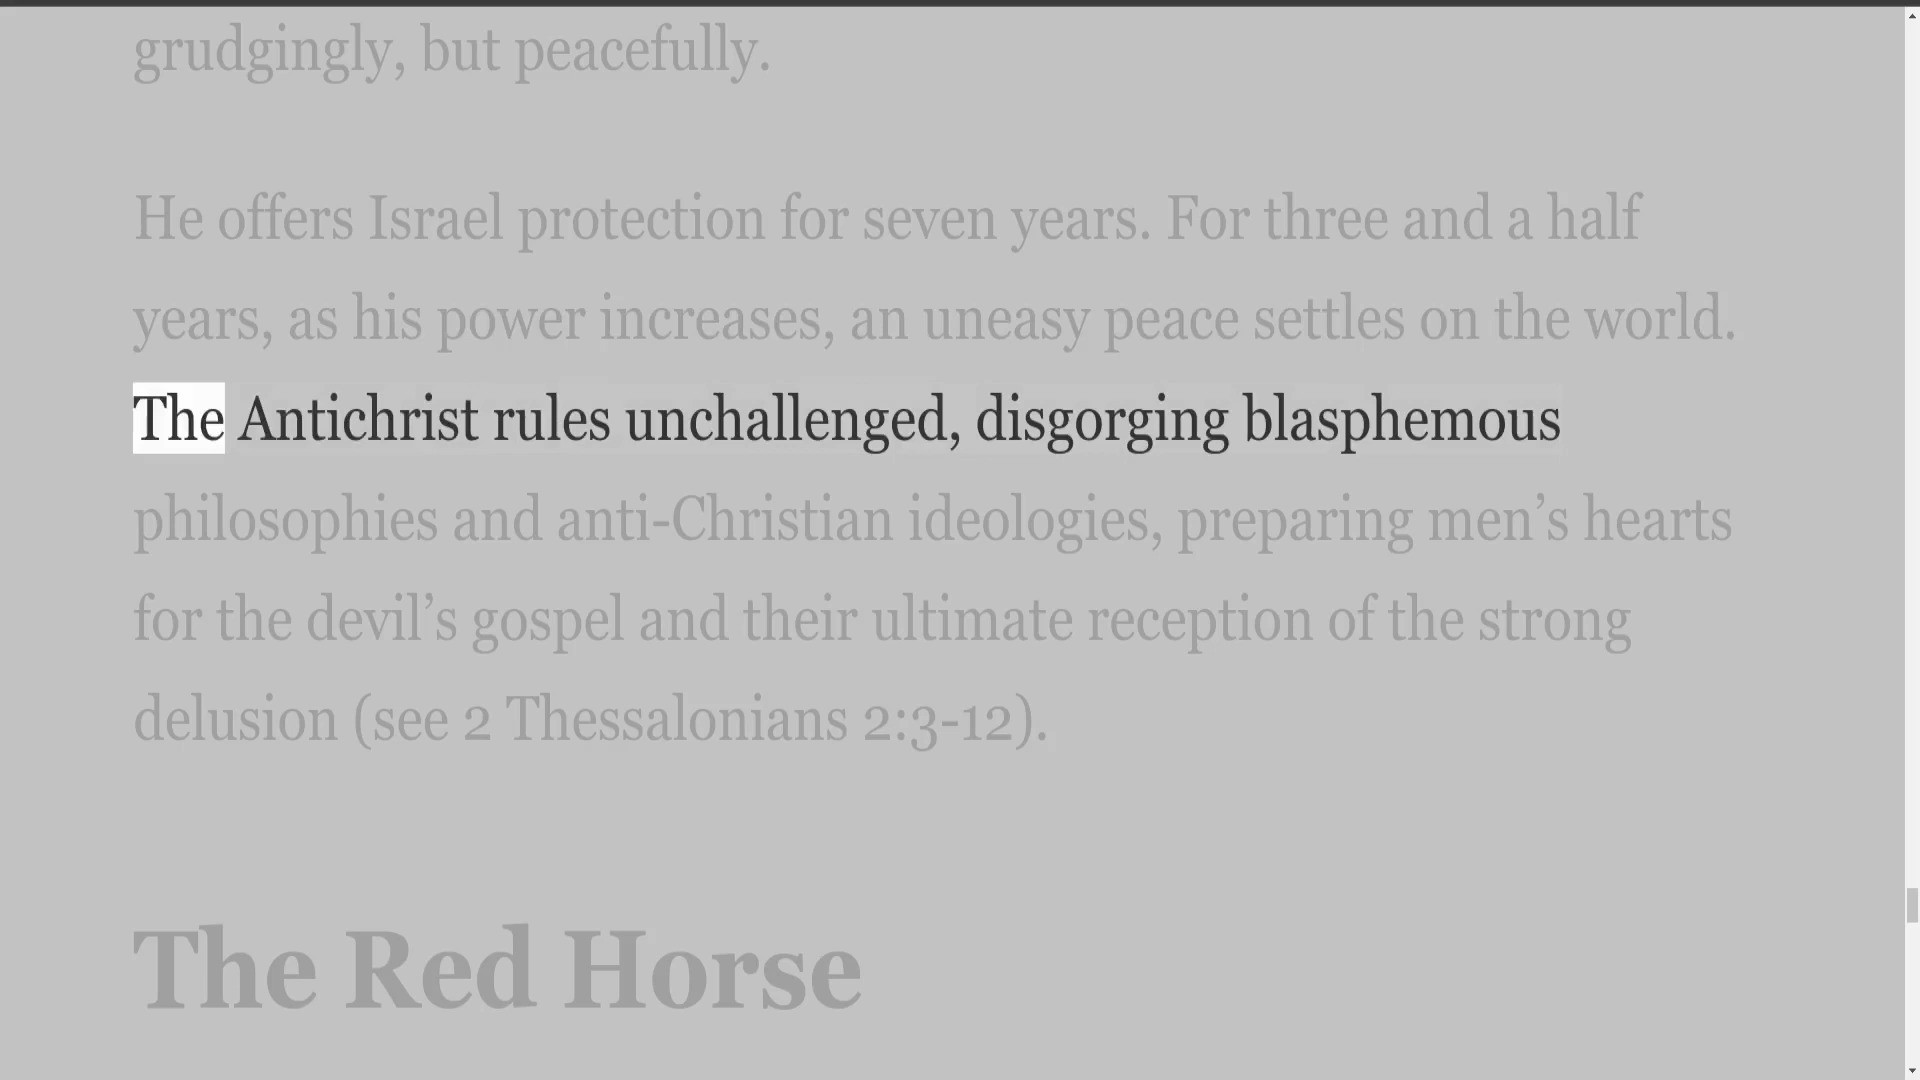 grudgingly, but peacefully.
He offers Israel protection for seven years. For three and a half
years, as his power increases, an uneasy peace settles on the world.
The Antichrist rules unchallenged, disgorging blasphemous
philosophies and anti-Christian ideologies, preparing men’s hearts
for the devil’s gospel and their ultimate reception of the strong
delusion (see 2 Thessalonians 2:3-12).
The Red Horse